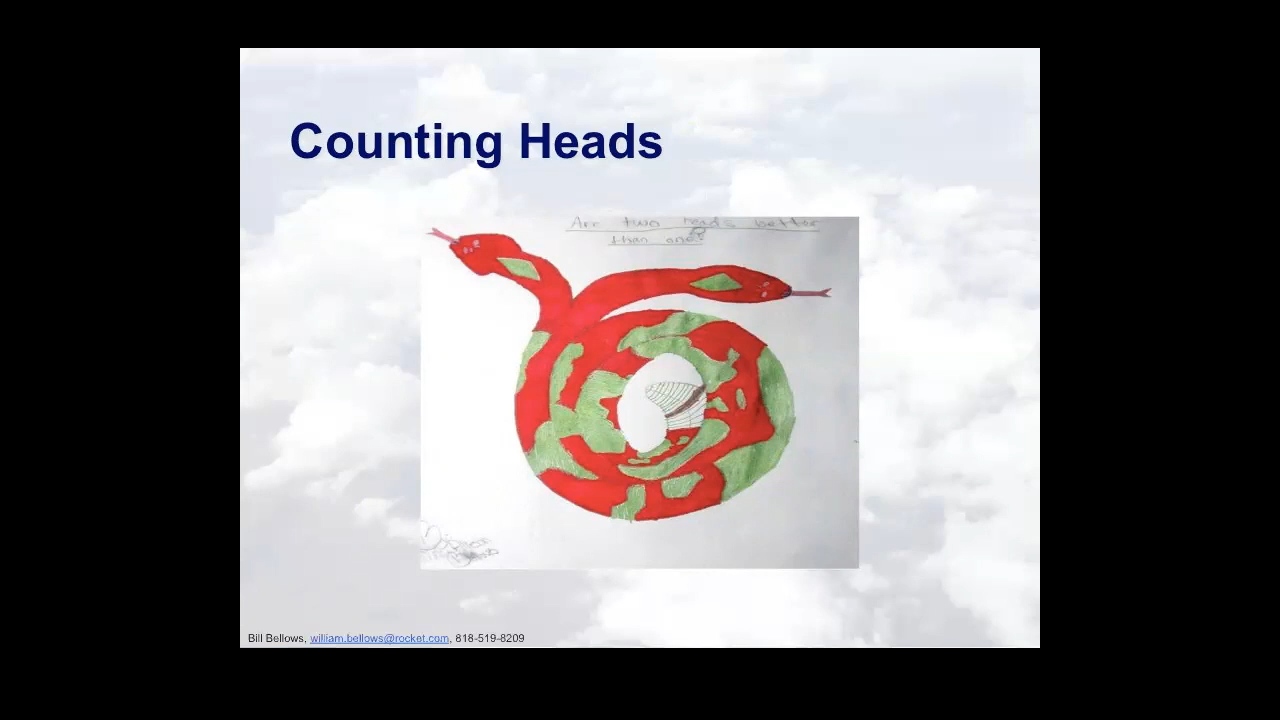 Counting Heads
Are two heads better
than one?
Bill Bellows, william.bellows@rocket.com, 818-519-8209